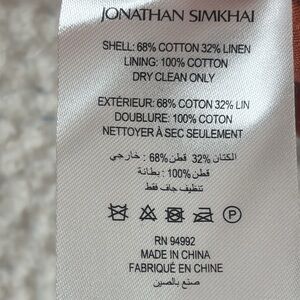 JONATHAN SIMKHAI
SHELL: 68% COTTON 32% LINEN
LINING: 100% COTTON
DRY CLEAN ONLY
EXTÉRIEUR: 68% COTON 32% LIN
DOUBLURE: 100% COTON
NETTOYER À SEC SEULEMENT
الكتان %32 قطن %68 : خارجي
قطن %100 : بطانة
تنظيف جاف فقط
P
RN 94992
MADE IN CHINA
FABRIQUÉ EN CHINE
صنع بالصين